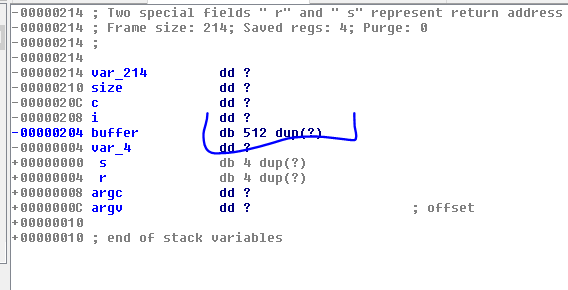 -00000214 ; Two special fields " r" and " s" represent return address
-00000214 ; Frame size: 214; Saved regs: 4; Purge: 0
-00000214 ;
-00000214
-00000214 var_214 dd ?
-00000210 size dd ?
-0000020C c dd ?
-00000208 i dd ?
-00000204 buffer db 512 dup(?)
-00000004 var_4 dd ?
+00000000 s db 4 dup(?)
+00000004 r db 4 dup(?)
+00000008 argc dd ?
+0000000C argv dd ? ; offset
+00000010
+00000010 ; end of stack variables